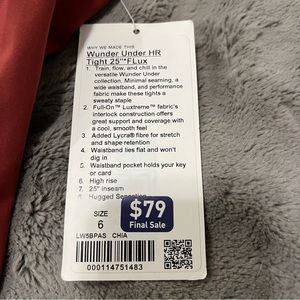 WHY WE MADE THIS
Wunder Under HR
Tight 25"*FLux
1. Train, flow, and chill in the
versatile Wunder Under
collection. Minimal seaming, a
wide waistband, and performance
fabric make these tights a
sweaty staple
2. Full-On™ Luxtreme™ fabric's
interlock construction offers
great support and coverage with
a cool, smooth feel
3. Added Lycra® fibre for stretch
and shape retention
4. Waistband lies flat and won't
dig in
5. Waistband pocket holds your key
or card
6. High rise
7. 25" inseam
8. Hugged Sensation
SIZE
6
$79
Final Sale
LW5BPAS CHIA
000114751483